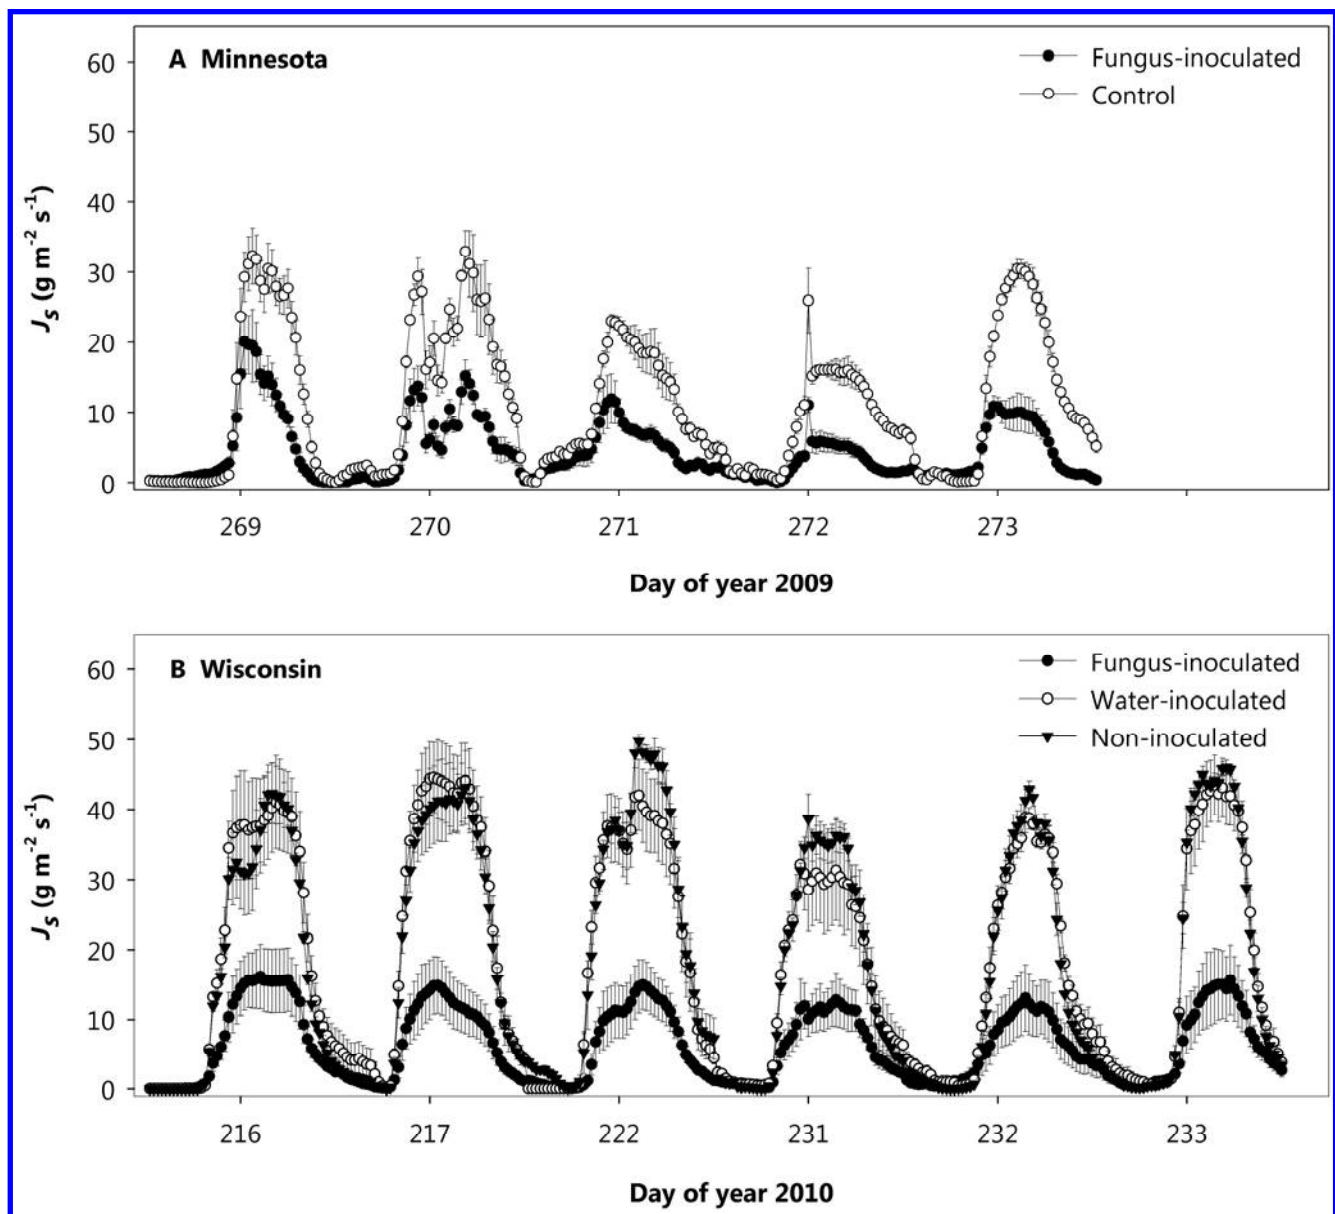 A Minnesota
Fungus-inoculated
Control
60
50
40
30
20
10
0
Js (g m-2 s-1)
269 270 271 272 273
Day of year 2009
B Wisconsin
Fungus-inoculated
Water-inoculated
Non-inoculated
60
50
40
30
20
10
0
Js (g m-2 s-1)
216 217 222 231 232 233
Day of year 2010